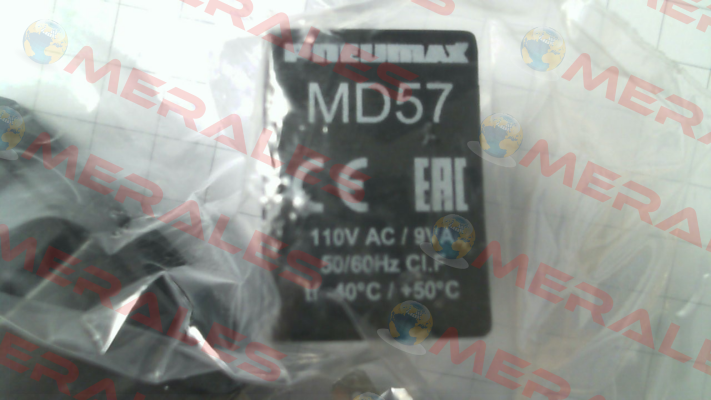 PNEUMAX
MD57
CE EAC
110V AC / 9VA
50/60Hz Cl.F
-40°C / +50°C
MERALES
MERALES
MERALES
MERALES
MERALES